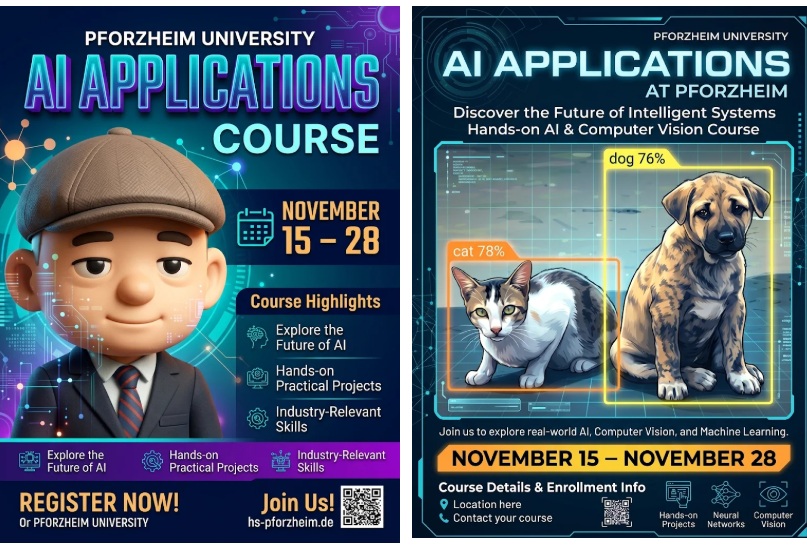 PFORZHEIM UNIVERSITY
AI APPLICATIONS
COURSE
NOVEMBER
15 – 28
Course Highlights
Explore the
Future of AI
Hands-on
Practical Projects
Industry-Relevant
Skills
Explore the
Future of AI
Hands-on
Practical Projects
Industry-Relevant
Skills
REGISTER NOW!
Or PFORZHEIM UNIVERSITY
Join Us!
hs-pforzheim.de
PFORZHEIM UNIVERSITY
AI APPLICATIONS
AT PFORZHEIM
Discover the Future of Intelligent Systems
Hands-on AI & Computer Vision Course
dog 76%
cat 78%
Join us to explore real-world AI, Computer Vision, and Machine Learning.
NOVEMBER 15 – NOVEMBER 28
Course Details & Enrollment Info
Location here
Contact your course
Hands-on
Projects
Neural
Networks
Computer
Vision